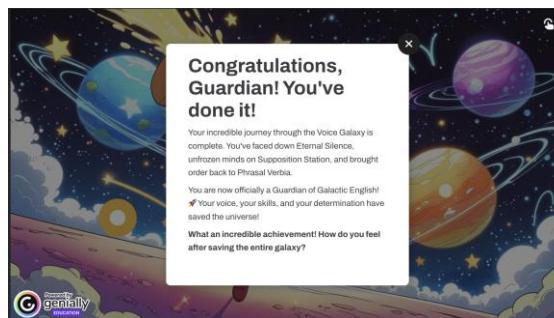 Congratulations,
Guardian! You've
done it!
Your incredible journey through the Voice Galaxy is
complete. You've faced down Eternal Silence,
unfrozen minds on Supposition Station, and brought
order back to Phrasal Verbia.
You are now officially a Guardian of Galactic English!
🚀 Your voice, your skills, and your determination have
saved the universe!
What an incredible achievement! How do you feel
after saving the entire galaxy?
Powered by
genially
EDUCATION